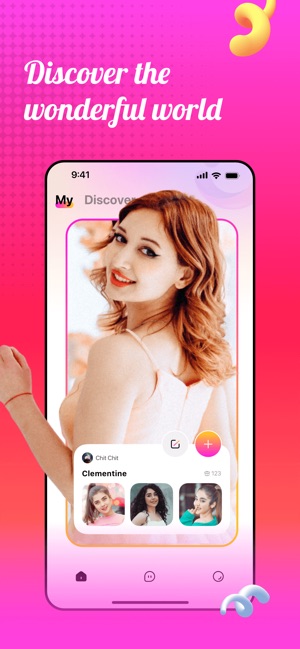 Discover the
wonderful world
9:41
My Discover
Chit Chit
Clementine
123